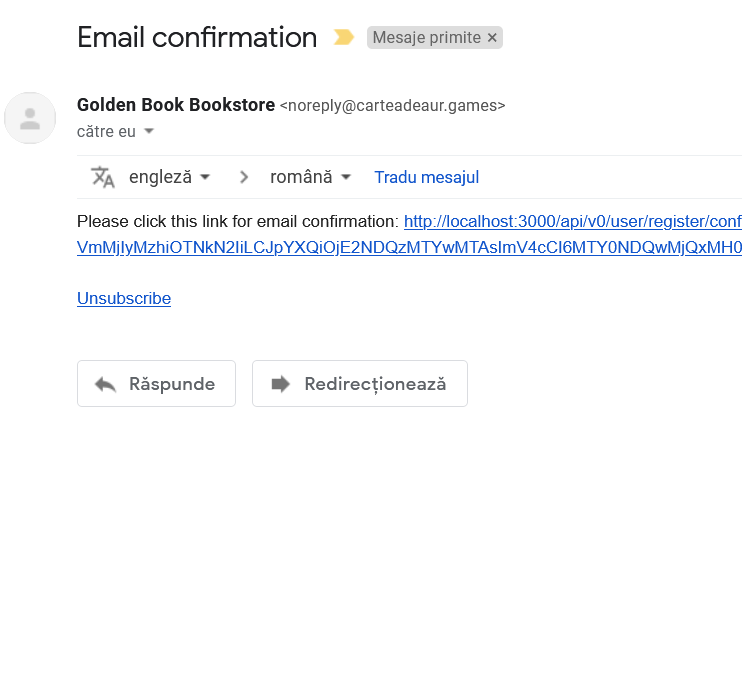 Email confirmation Mesaje primite ×
Golden Book Bookstore <noreply@carteadeaur.games>
către eu
engleză română Tradu mesajul
Please click this link for email confirmation: http://localhost:3000/api/v0/user/register/conf
VmMjIyMzhiOTNkN2IiLCJpYXQiOjE2NDQzMTYwMTAsImV4cCI6MTY0NDQwMjQxMH0
Unsubscribe
Răspunde Redirecționează